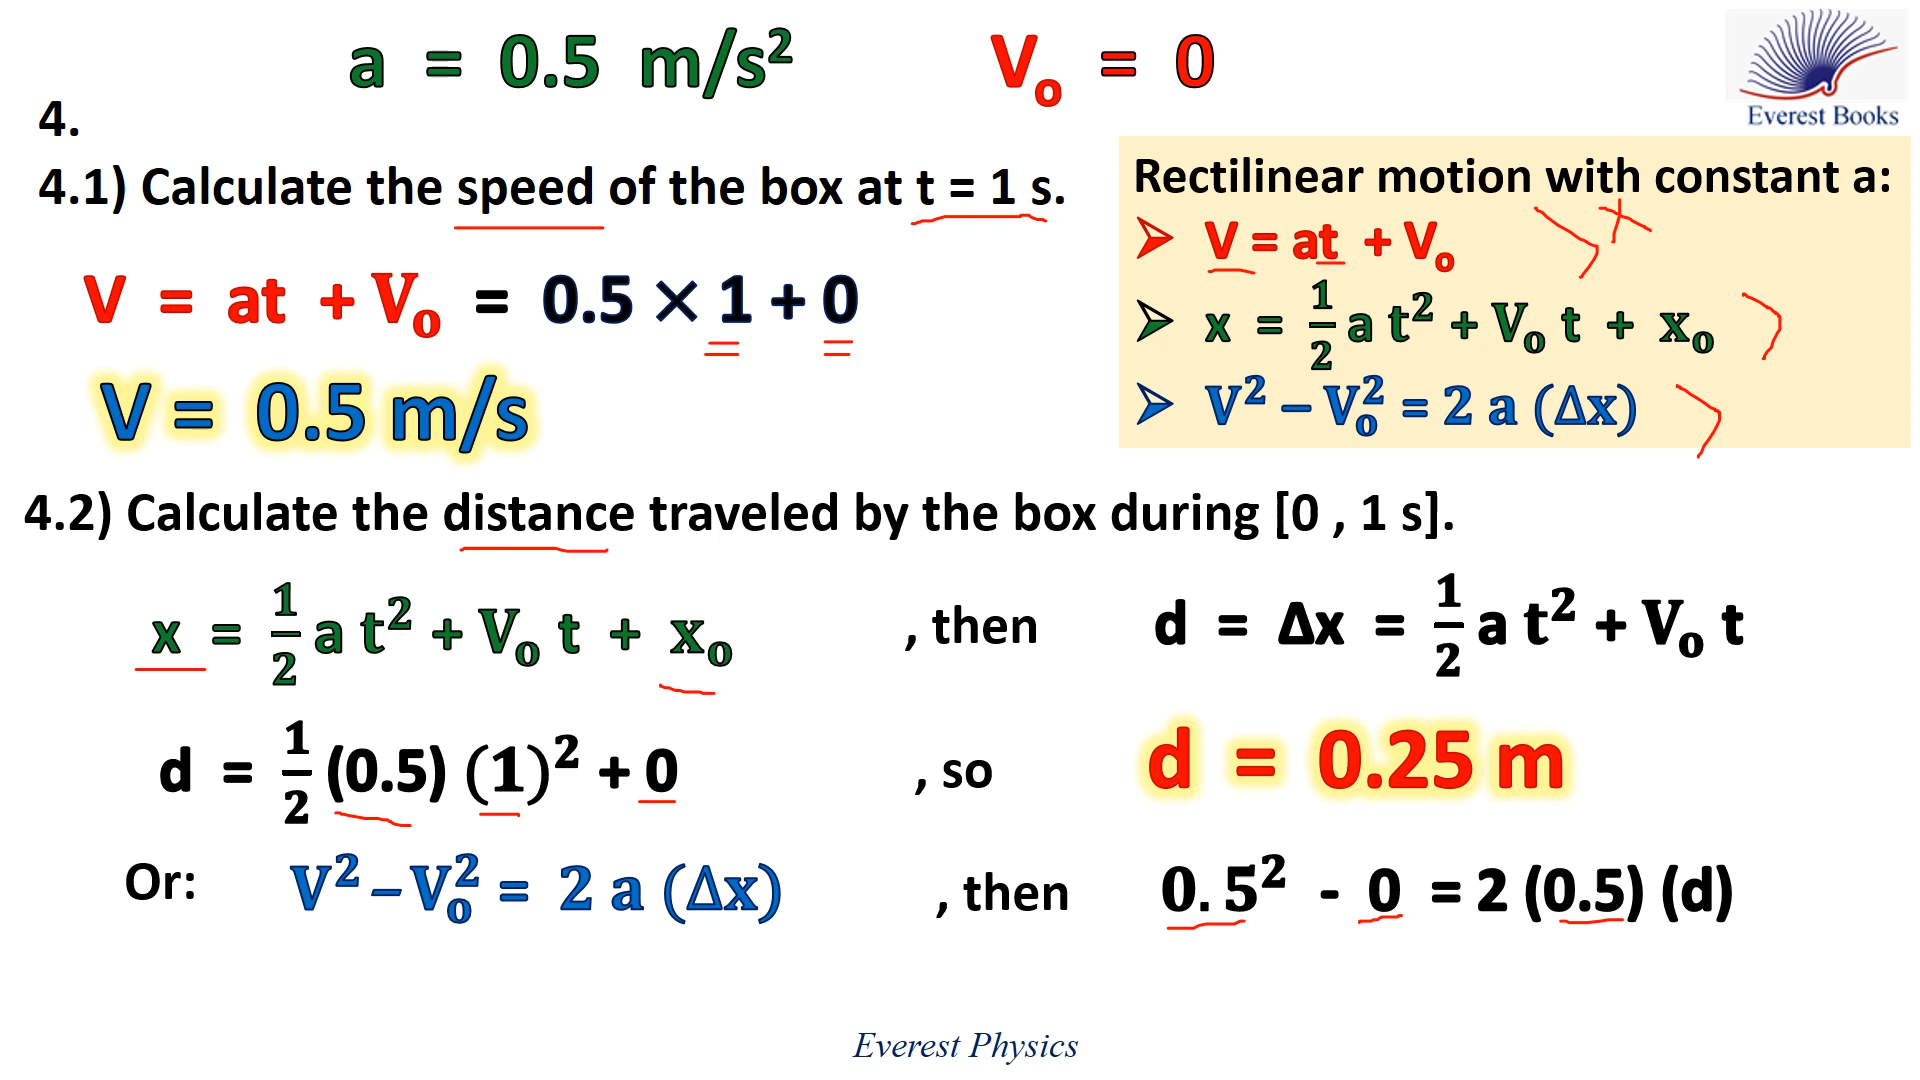 a = 0.5 m/s²    V₀ = 0
Everest Books
4.
4.1) Calculate the speed of the box at t = 1 s.
V = at + V₀ = 0.5 × 1 + 0
V = 0.5 m/s
Rectilinear motion with constant a:
➢ V = at + V₀
➢ x = ½ a t² + V₀ t + x₀
➢ V² – V₀² = 2 a (Δx)
4.2) Calculate the distance traveled by the box during [0 , 1 s].
x = ½ a t² + V₀ t + x₀ , then d = Δx = ½ a t² + V₀ t
d = ½ (0.5) (1)² + 0 , so d = 0.25 m
Or: V² – V₀² = 2 a (Δx) , then 0.5² - 0 = 2 (0.5) (d)
Everest Physics